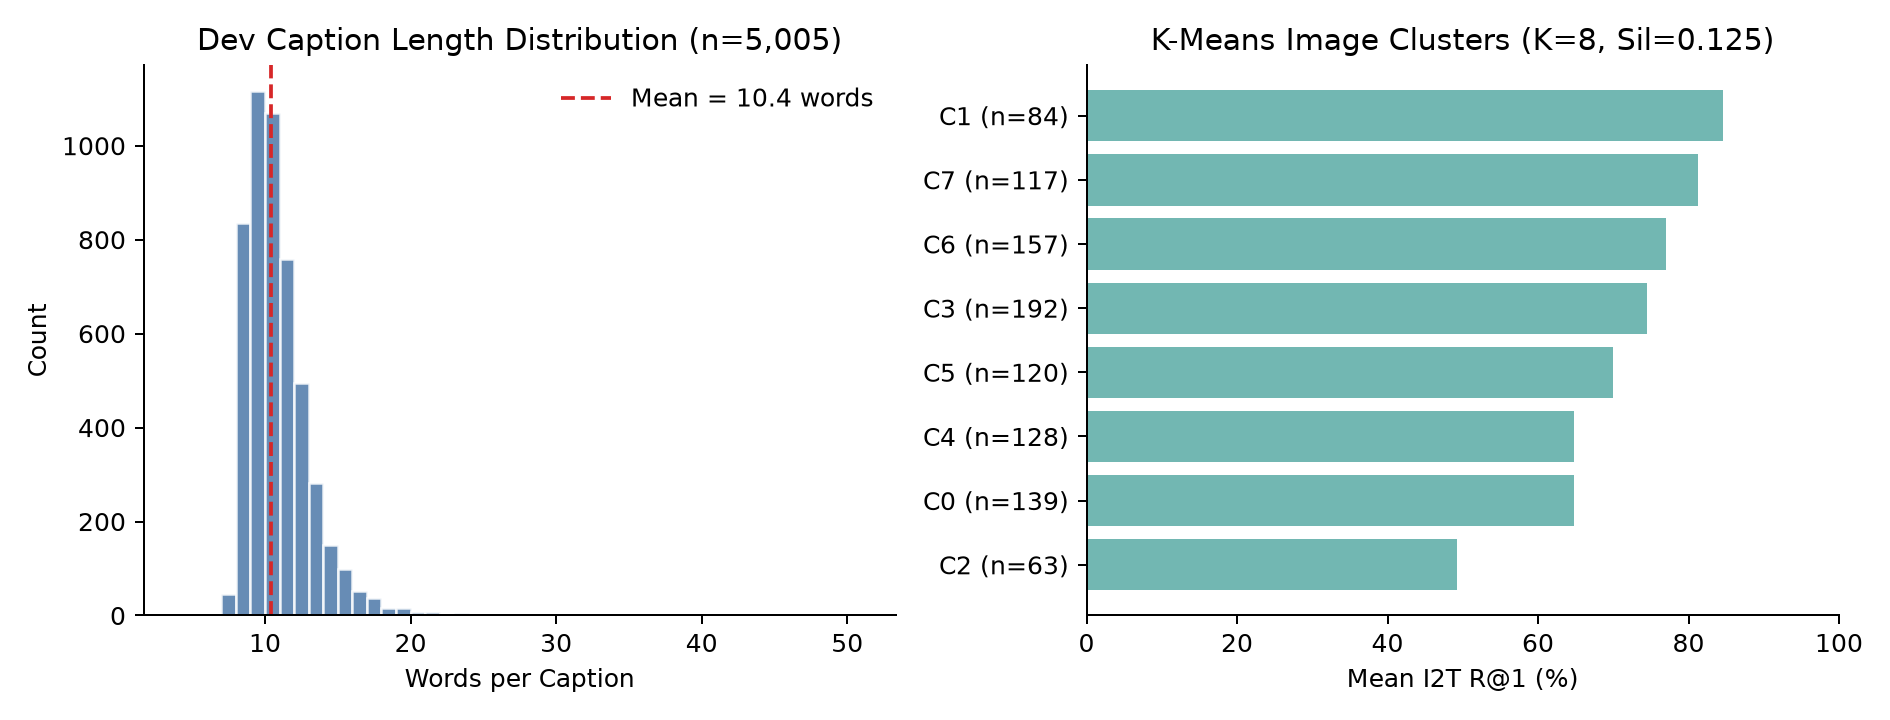 Dev Caption Length Distribution (n=5,005)
Mean = 10.4 words
1000
800
600
400
200
0
Count
10 20 30 40 50
Words per Caption
K-Means Image Clusters (K=8, Sil=0.125)
C1 (n=84)
C7 (n=117)
C6 (n=157)
C3 (n=192)
C5 (n=120)
C4 (n=128)
C0 (n=139)
C2 (n=63)
0 20 40 60 80 100
Mean I2T R@1 (%)